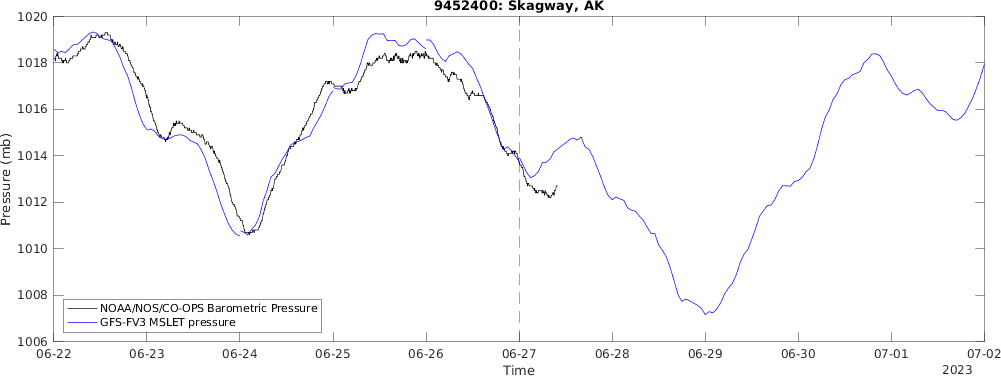 9452400: Skagway, AK
1020
1018
1016
1014
1012
1010
1008
1006
Pressure (mb)
NOAA/NOS/CO-OPS Barometric Pressure
GFS-FV3 MSLET pressure
06-22 06-23 06-24 06-25 06-26 06-27 06-28 06-29 06-30 07-01 07-02
Time
2023